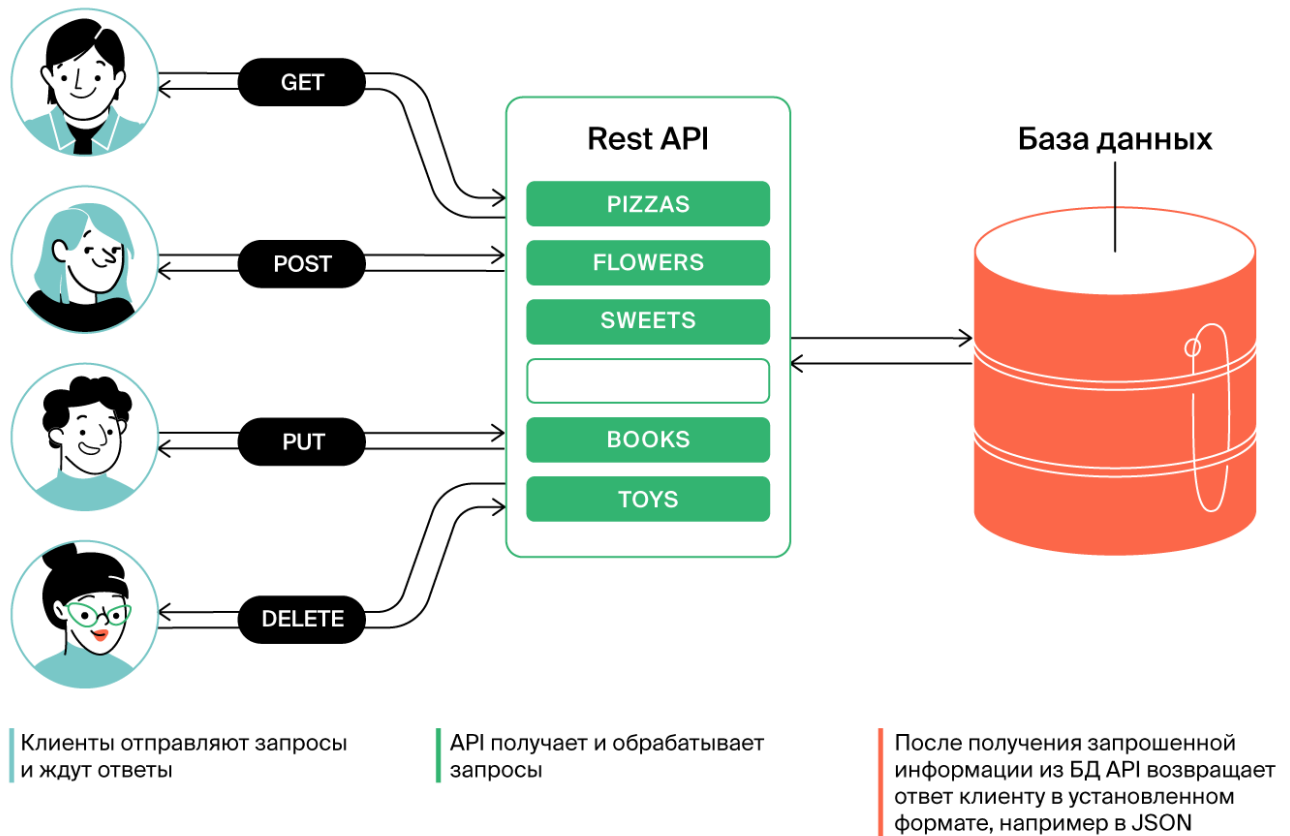 GET
POST
PUT
DELETE
Rest API
PIZZAS
FLOWERS
SWEETS
BOOKS
TOYS
База данных
Клиенты отправляют запросы
и ждут ответы
API получает и обрабатывает
запросы
После получения запрошенной
информации из БД API возвращает
ответ клиенту в установленном
формате, например в JSON